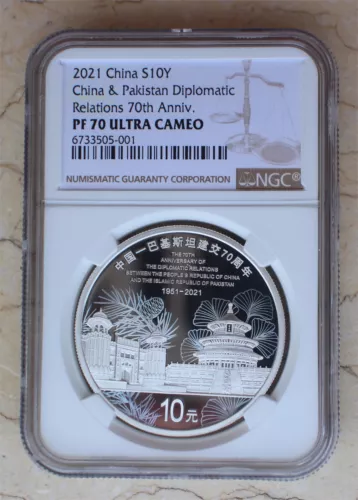 2021 China S10Y
China & Pakistan Diplomatic
Relations 70th Anniv.
PF 70 ULTRA CAMEO
6733505-001
NUMISMATIC GUARANTY CORPORATION
NGC®
中国—巴基斯坦建交70周年
THE 70TH
ANNIVERSARY OF
THE DIPLOMATIC RELATIONS
BETWEEN THE PEOPLE'S REPUBLIC OF CHINA
AND THE ISLAMIC REPUBLIC OF PAKISTAN
1951-2021
10元